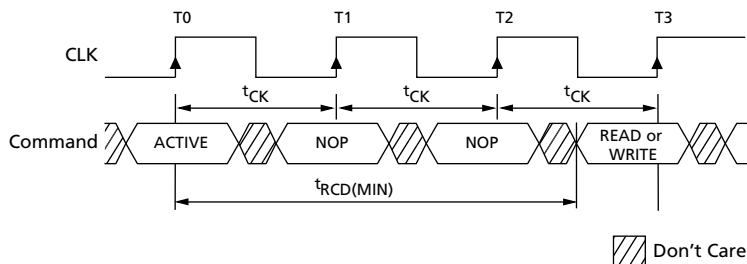 T0 T1 T2 T3
CLK
tCK tCK tCK
Command ACTIVE NOP NOP READ or
WRITE
tRCD(MIN)
Don't Care